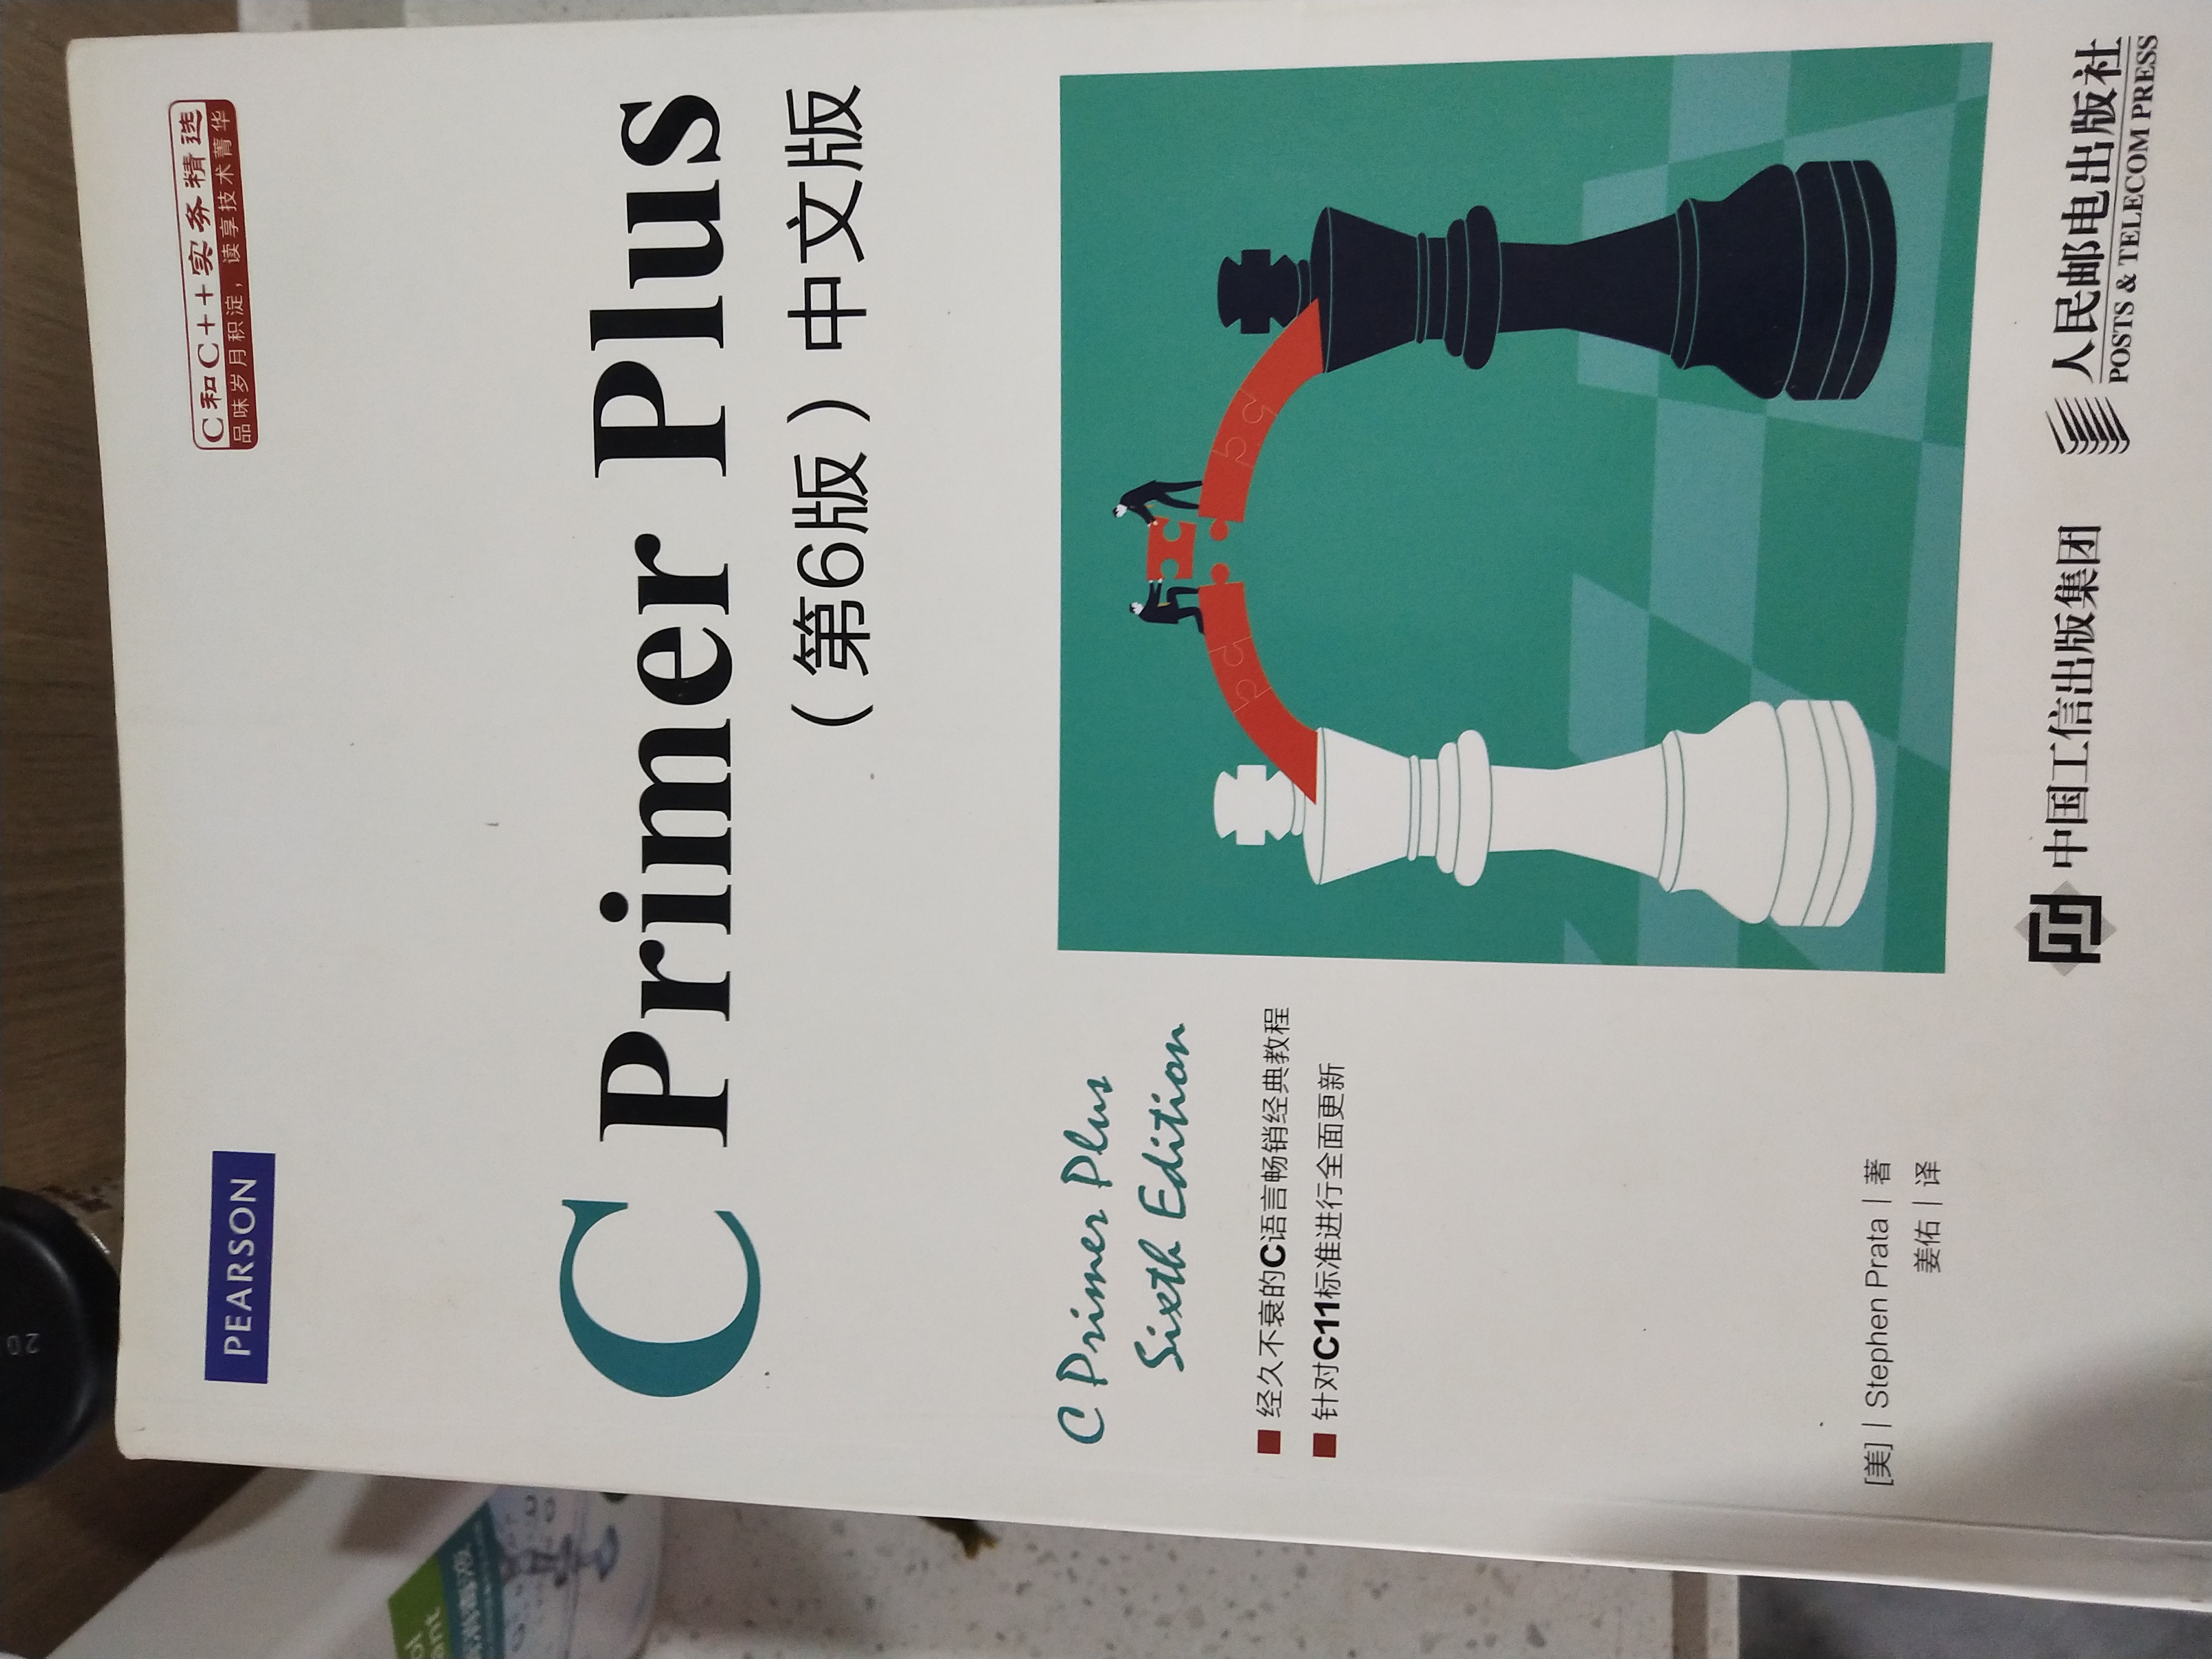 PEARSON
C和C++实务精选
品味岁月积淀，读享技术菁华
C Primer Plus
（第6版）中文版
C Primer Plus
Sixth Edition
■ 经久不衰的C语言畅销经典教程
■ 针对C11标准进行全面更新
[美] | Stephen Prata | 著
姜佑 | 译
中国工信出版集团
人民邮电出版社
POSTS & TELECOM PRESS
20